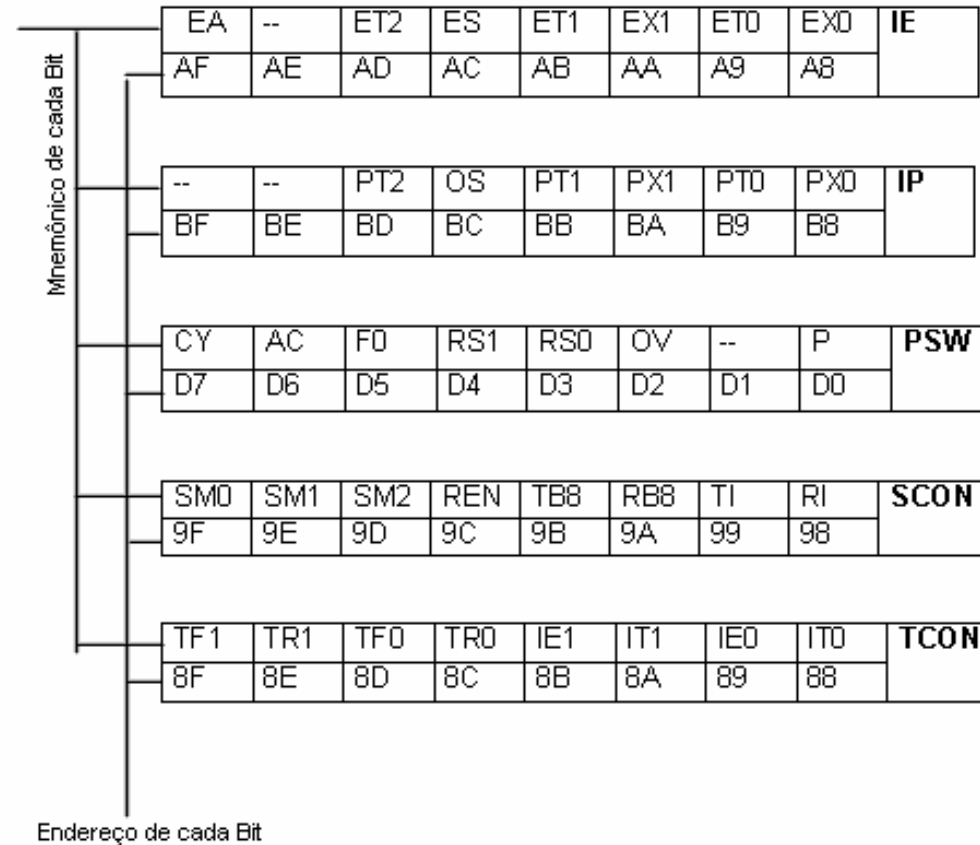 EA -- ET2 ES ET1 EX1 ET0 EX0 IE
AF AE AD AC AB AA A9 A8
Mnemônico de cada Bit
-- -- PT2 OS PT1 PX1 PT0 PX0 IP
BF BE BD BC BB BA B9 B8
CY AC F0 RS1 RS0 OV -- P PSW
D7 D6 D5 D4 D3 D2 D1 D0
SM0 SM1 SM2 REN TB8 RB8 TI RI SCON
9F 9E 9D 9C 9B 9A 99 98
TF1 TR1 TF0 TR0 IE1 IT1 IE0 IT0 TCON
8F 8E 8D 8C 8B 8A 89 88
Endereço de cada Bit